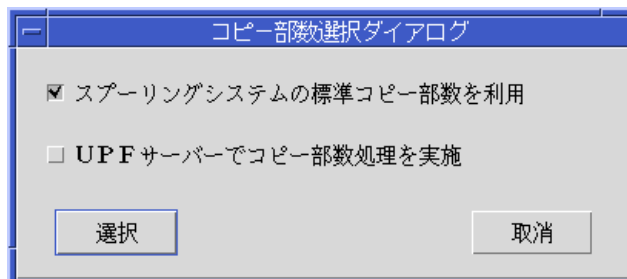 コピー部数選択ダイアログ
スプーリングシステムの標準コピー部数を利用
ＵＰＦサーバーでコピー部数処理を実施
選択
取消